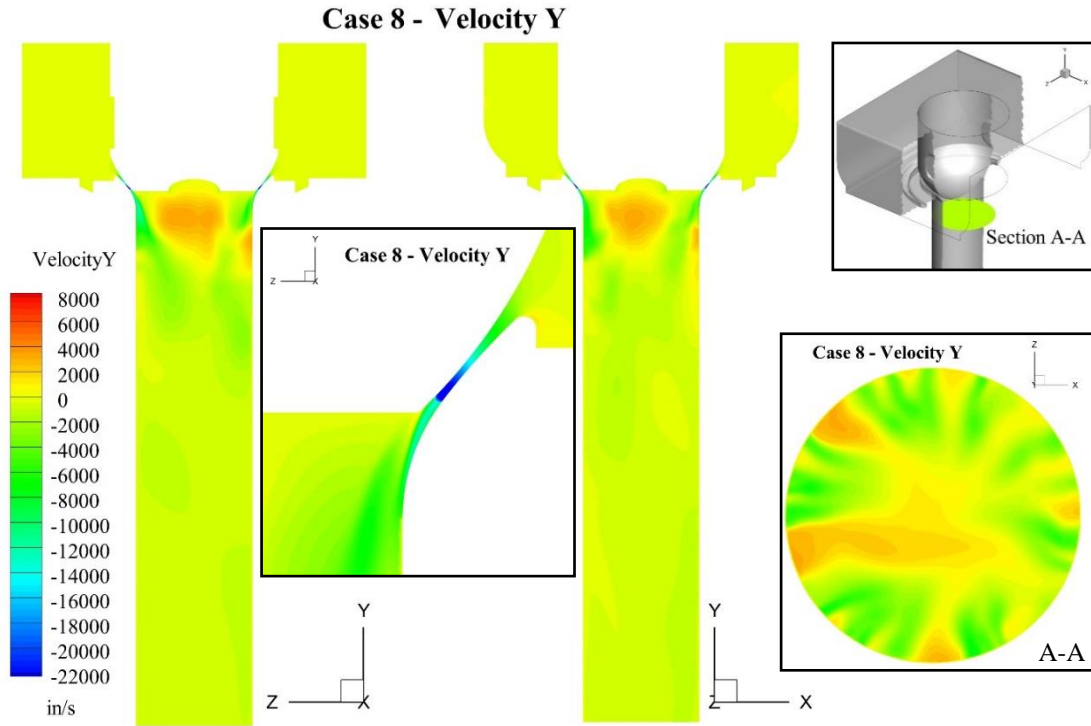 Case 8 - Velocity Y
Y
Z
X
Section A-A
VelocityY
8000
6000
4000
2000
0
-2000
-4000
-6000
-8000
-10000
-12000
-14000
-16000
-18000
-20000
-22000
in/s
Y
Case 8 - Velocity Y
Z
X
Case 8 - Velocity Y
Z
Y
X
A-A
Y
Z
X
Y
Z
X